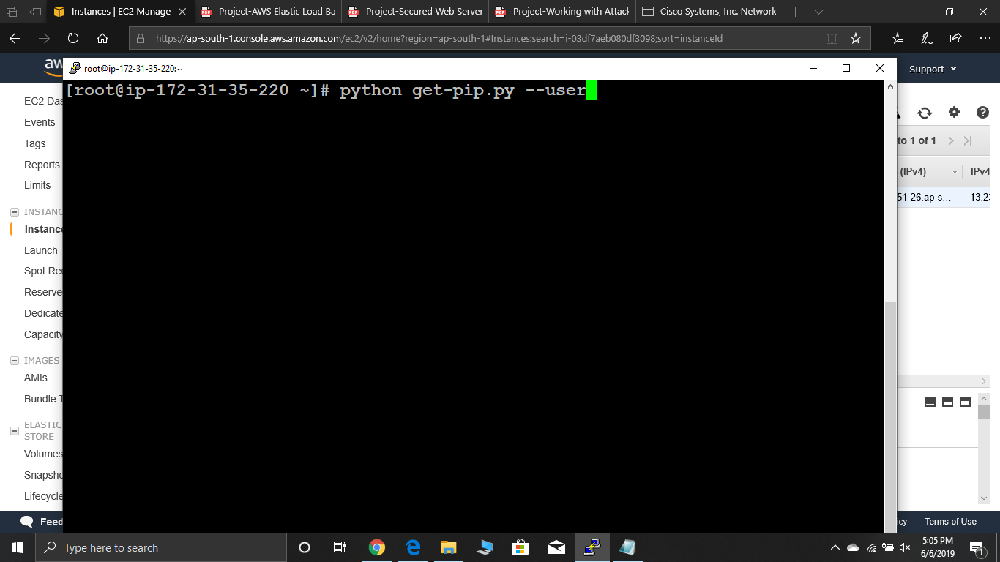 Instances | EC2 Manage
Project-AWS Elastic Load Ba
Project-Secured Web Server
Project-Working with Attack
Cisco Systems, Inc. Network
https://ap-south-1.console.aws.amazon.com/ec2/v2/home?region=ap-south-1#Instances:search=i-03df7aeb080df3098;sort=instanceId
aw
Support
root@ip-172-31-35-220:~
[root@ip-172-31-35-220 ~]# python get-pip.py --user
EC2 Das
Events
Tags
Reports
Limits
INSTANC
Instance
Launch T
Spot Req
Reserve
Dedicate
Capacity
IMAGES
AMIs
Bundle T
ELASTIC
STORE
Volumes
Snapsho
Lifecycle
to 1 of 1
(IPv4)
IPv4
51-26.ap-s...
13.23
Feed
icy
Terms of Use
Type here to search
5:05 PM
6/6/2019
1